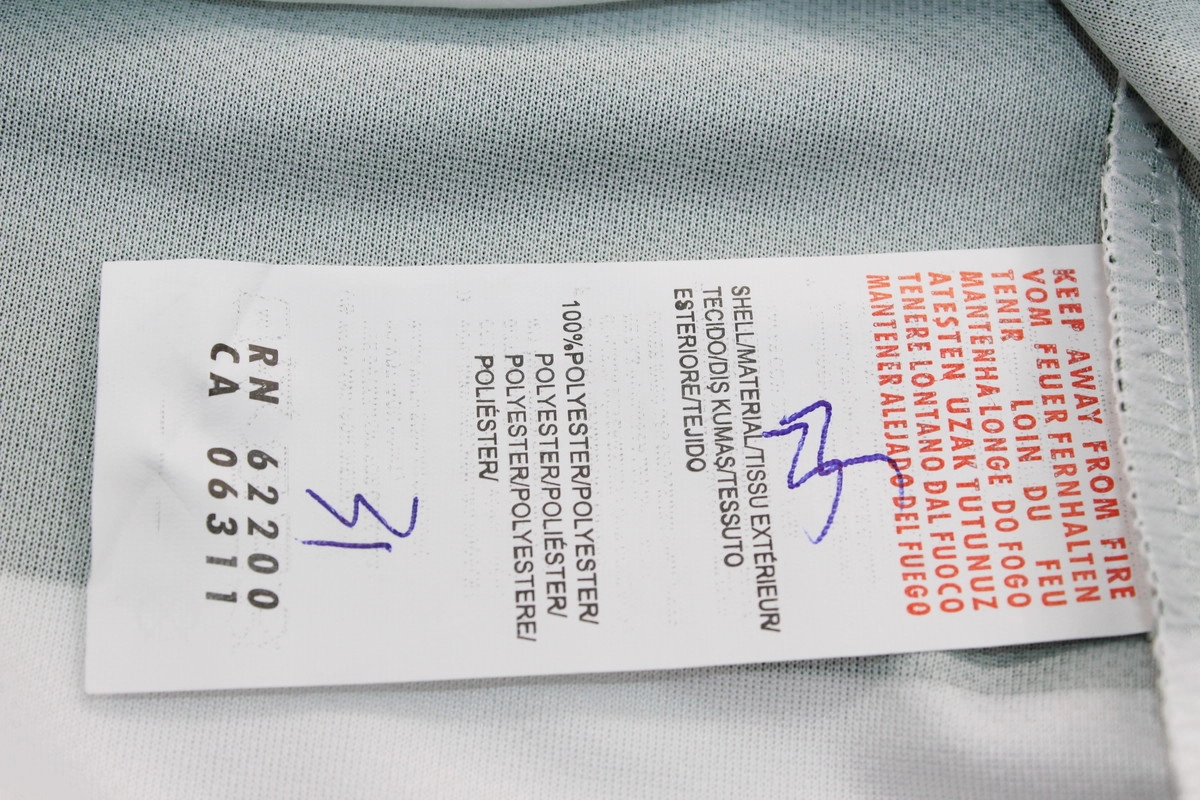 KEEP AWAY FROM FIRE
VOM FEUER FERNHALTEN
TENIR LOIN DU FEU
MANTENHA LONGE DO FOGO
ATESTEN UZAK TUTUNUZ
TENERE LONTANO DAL FUOCO
MANTENER ALEJADO DEL FUEGO
SHELL/MATERIAL/TISSU EXTÉRIEUR/
TECIDO/DIŞ KUMAŞ/TESSUTO
ESTERIORE/TEJIDO
100%POLYESTER/POLYESTER/
POLYESTER/POLIÉSTER/
POLYESTER/POLYESTERE/
POLIÉSTER/
31
RN 62200
CA 06311